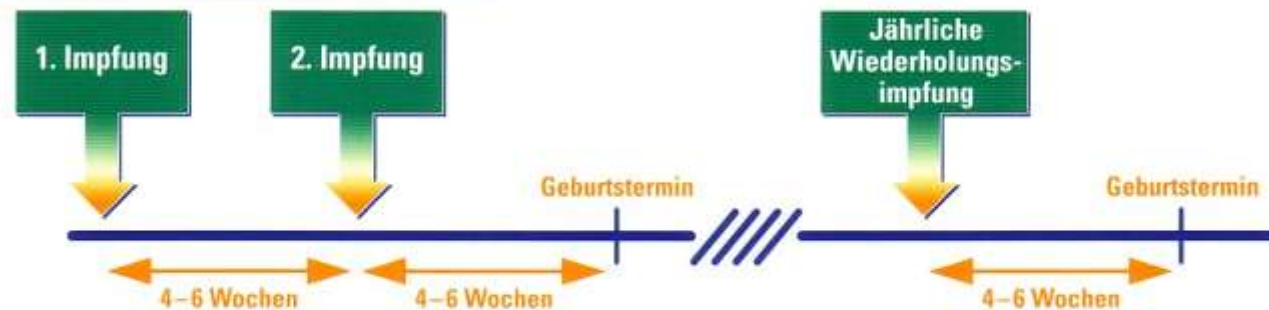 1. Impfung
2. Impfung
Jährliche
Wiederholungs-
impfung
Geburtstermin
Geburtstermin
4–6 Wochen
4–6 Wochen
4–6 Wochen